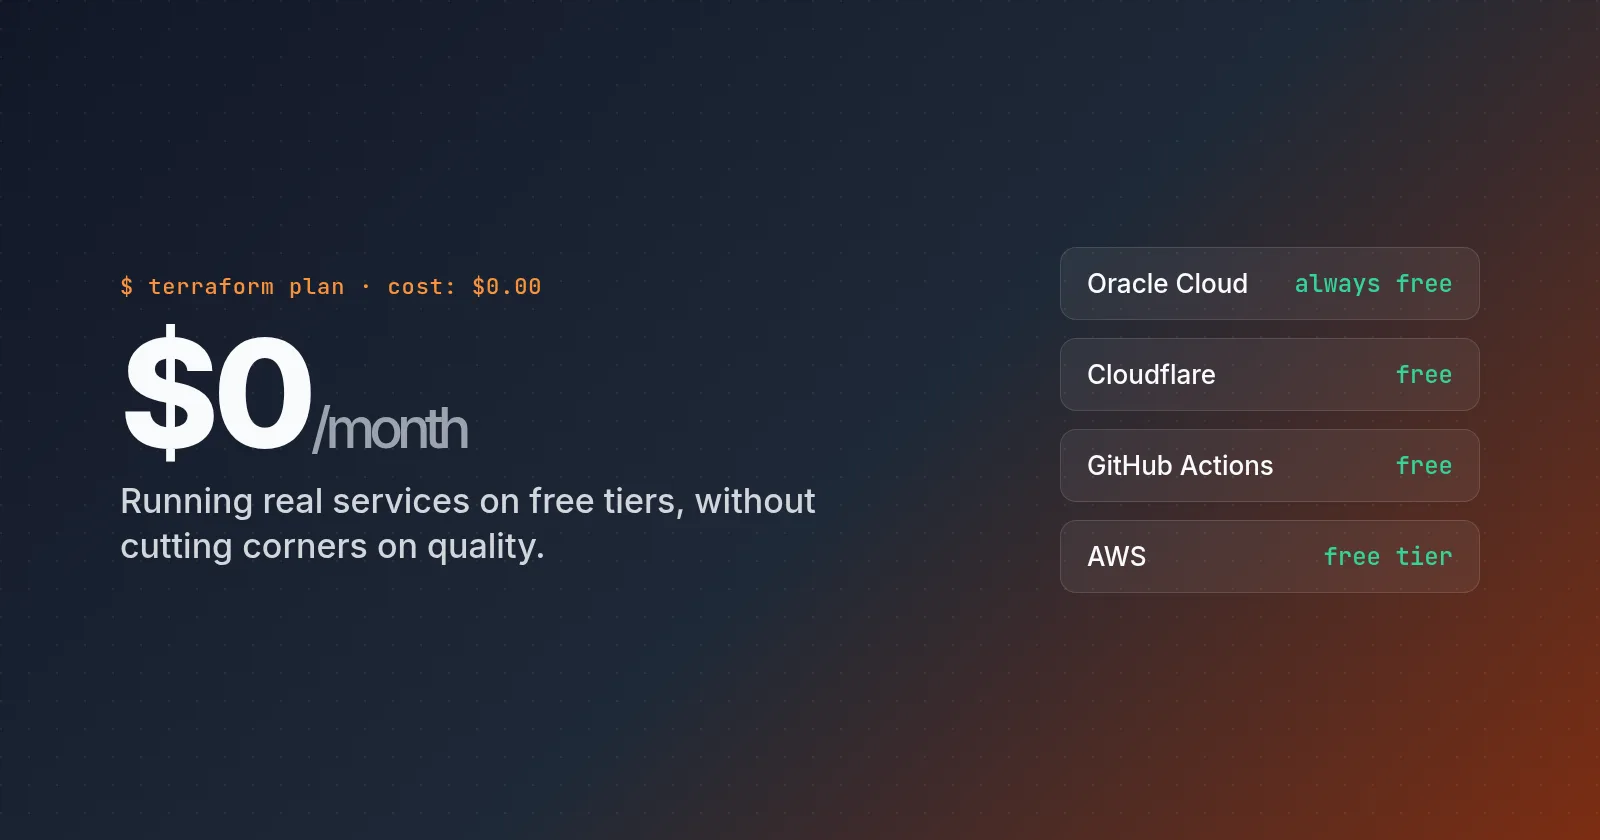 $ terraform plan · cost: $0.00
$0/month
Running real services on free tiers, without
cutting corners on quality.
Oracle Cloud always free
Cloudflare free
GitHub Actions free
AWS free tier